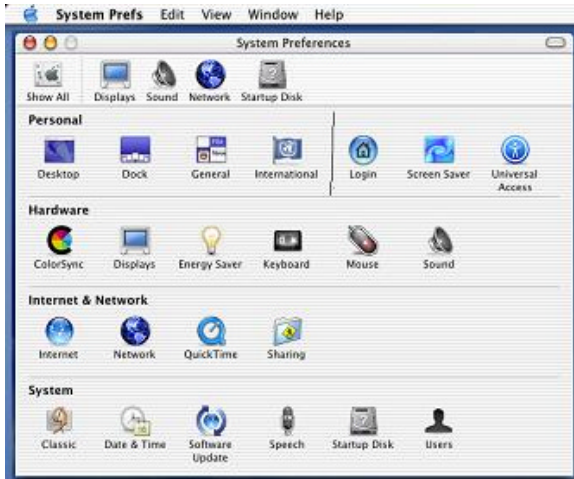 System Prefs Edit View Window Help
System Preferences
Show All Displays Sound Network Startup Disk
Personal
Desktop Dock General International Login Screen Saver Universal Access
Hardware
ColorSync Displays Energy Saver Keyboard Mouse Sound
Internet & Network
Internet Network QuickTime Sharing
System
Classic Date & Time Software Update Speech Startup Disk Users